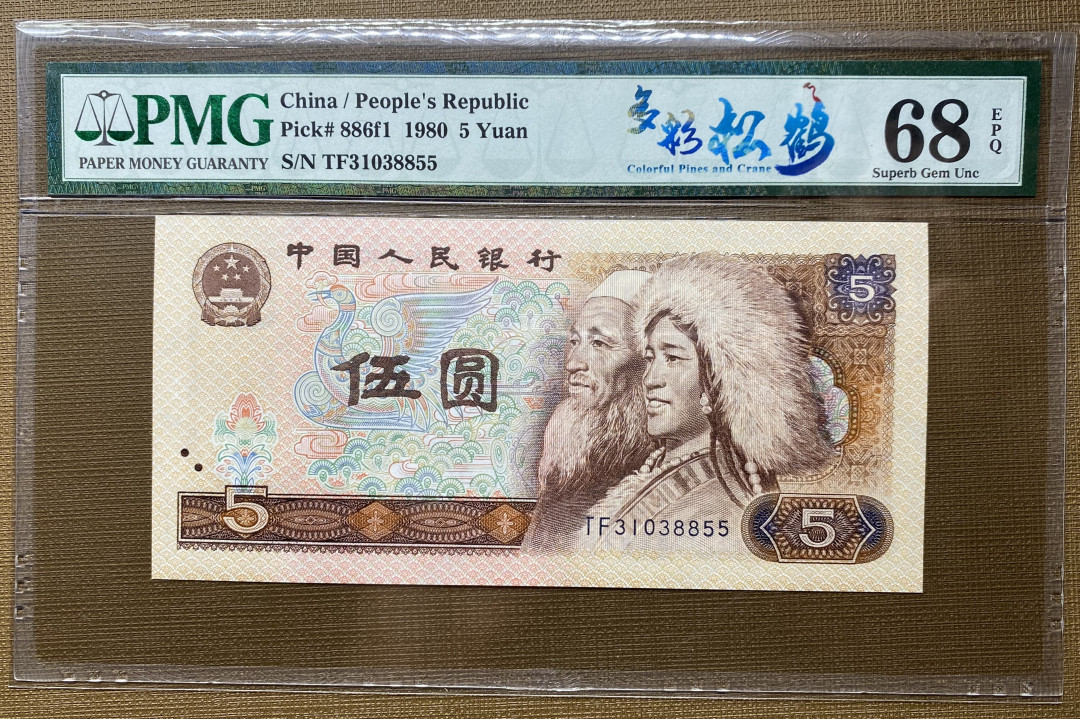 PMG
PAPER MONEY GUARANTY
China / People's Republic
Pick# 886f1 1980 5 Yuan
S/N TF31038855
多彩松鹤
Colorful Pines and Crane
68
EPQ
Superb Gem Unc
中国人民银行
5
伍圆
5
TF31038855
5